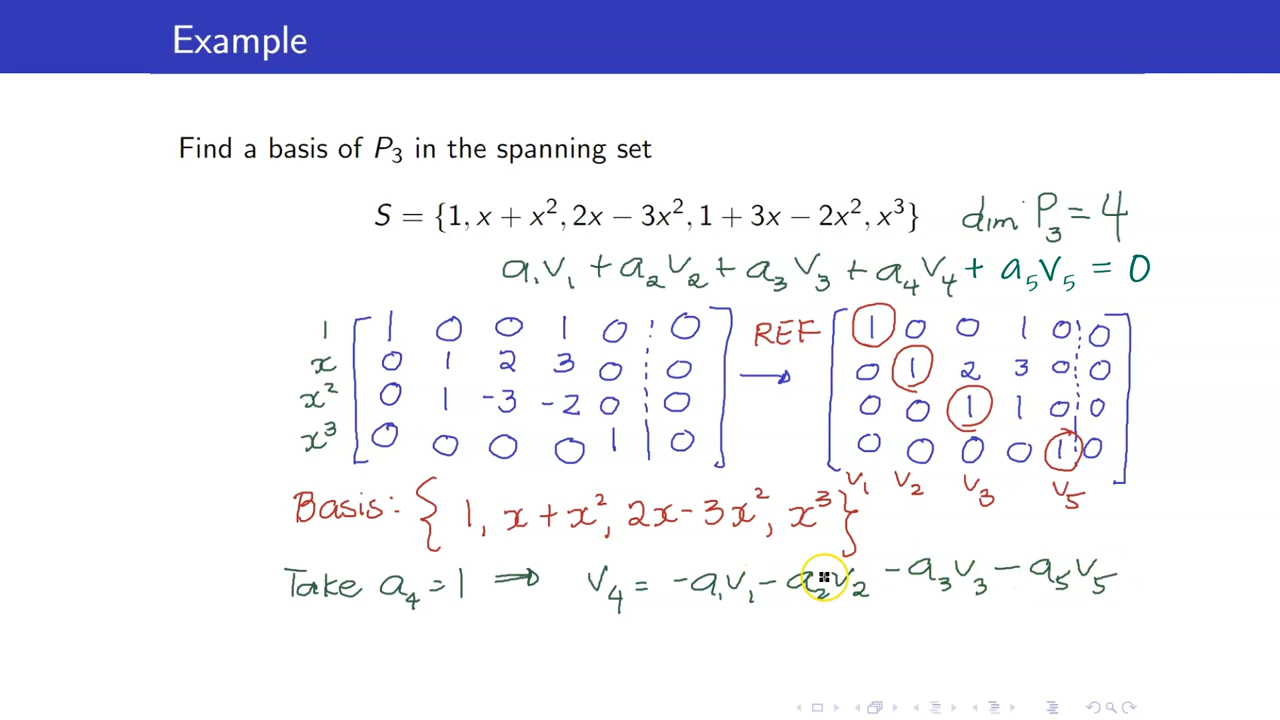 Example
Find a basis of P₃ in the spanning set
S = {1, x + x², 2x − 3x², 1 + 3x − 2x², x³} dim P₃ = 4
a₁v₁ + a₂v₂ + a₃v₃ + a₄v₄ + a₅v₅ = 0
1 [ 1 0 0 1 0 ⋮ 0 ] REF [ 1 0 0 1 0 ⋮ 0 ]
x [ 0 1 2 3 0 ⋮ 0 ] → [ 0 1 2 3 0 ⋮ 0 ]
x² [ 0 1 -3 -2 0 ⋮ 0 ] [ 0 0 1 1 0 ⋮ 0 ]
x³ [ 0 0 0 0 1 | 0 ] [ 0 0 0 0 1 ⋮ 0 ]
v₁ v₂ v₃ v₅
Basis: { 1, x + x², 2x - 3x², x³ }
Take a₄ = 1 ⇒ v₄ = -a₁v₁ - a₂v₂ - a₃v₃ - a₅v₅